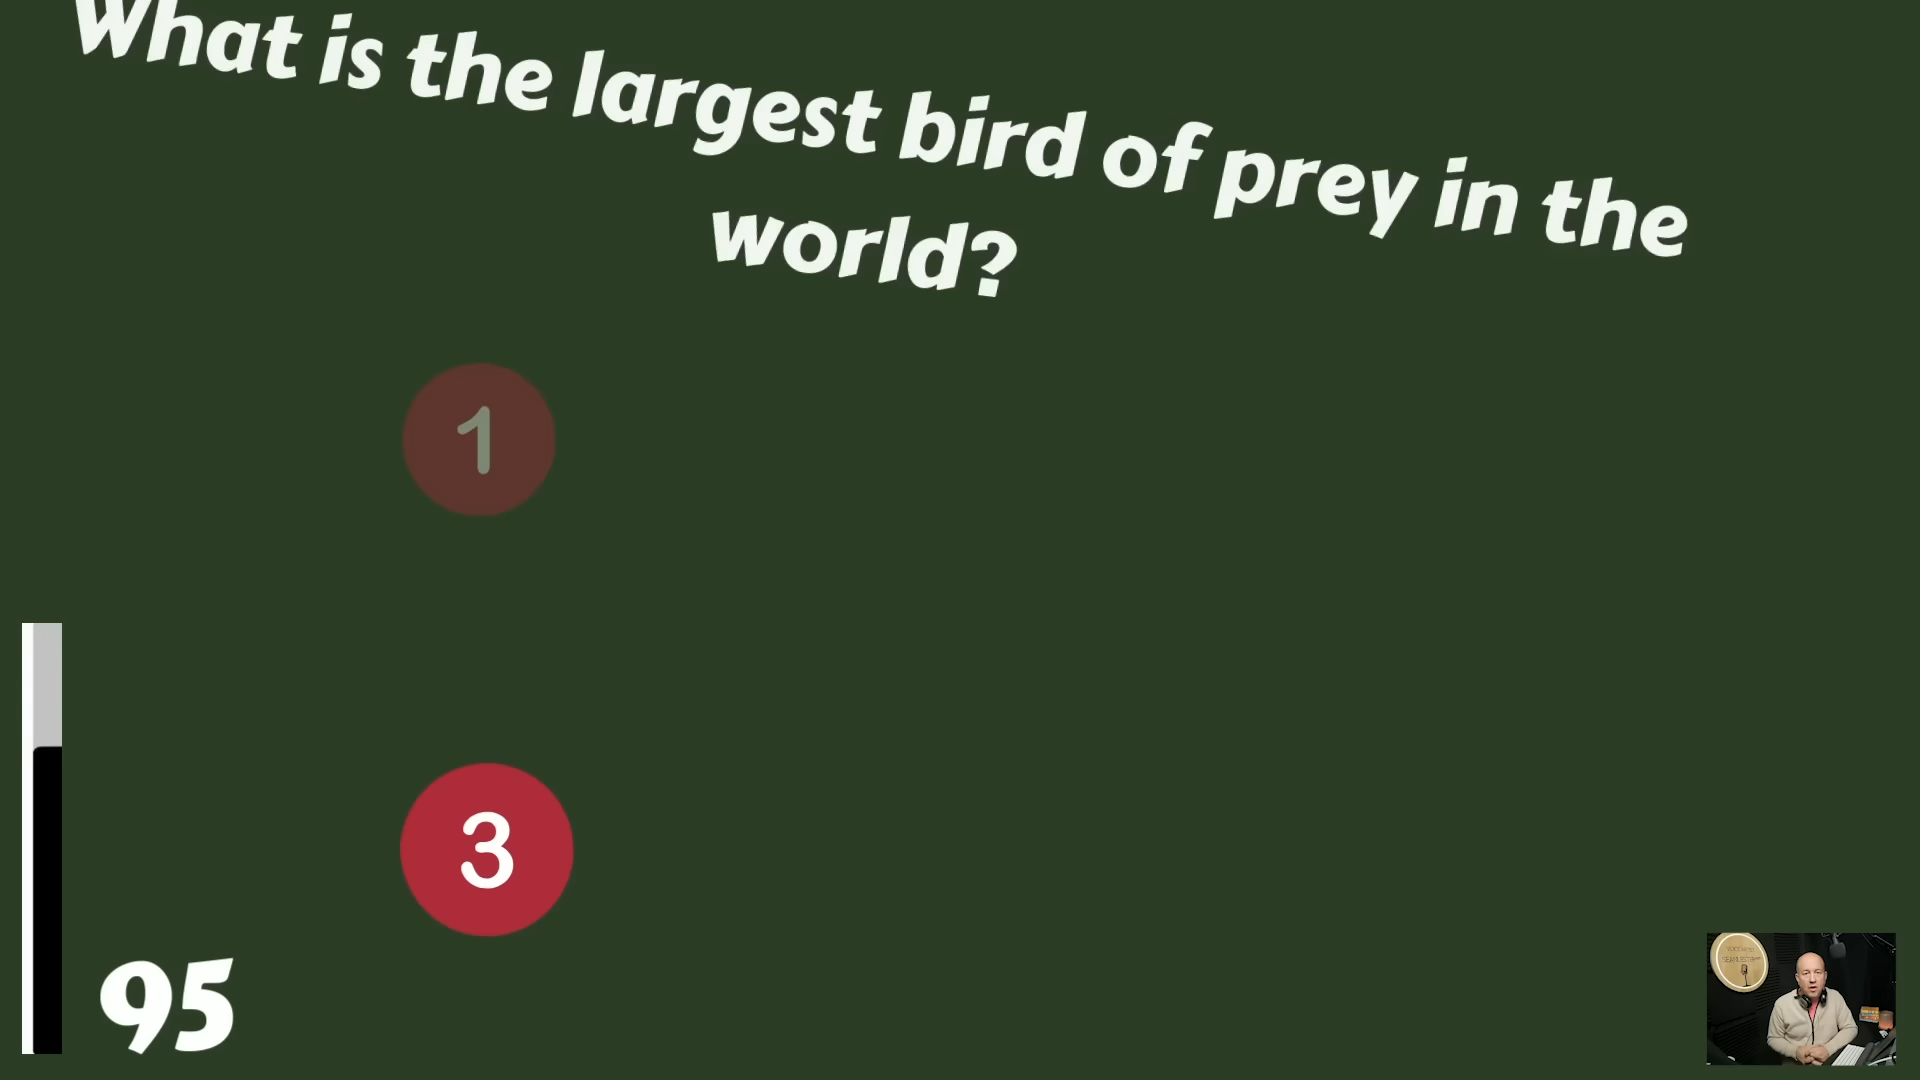 What is the largest bird of prey in the
world?
1
3
95